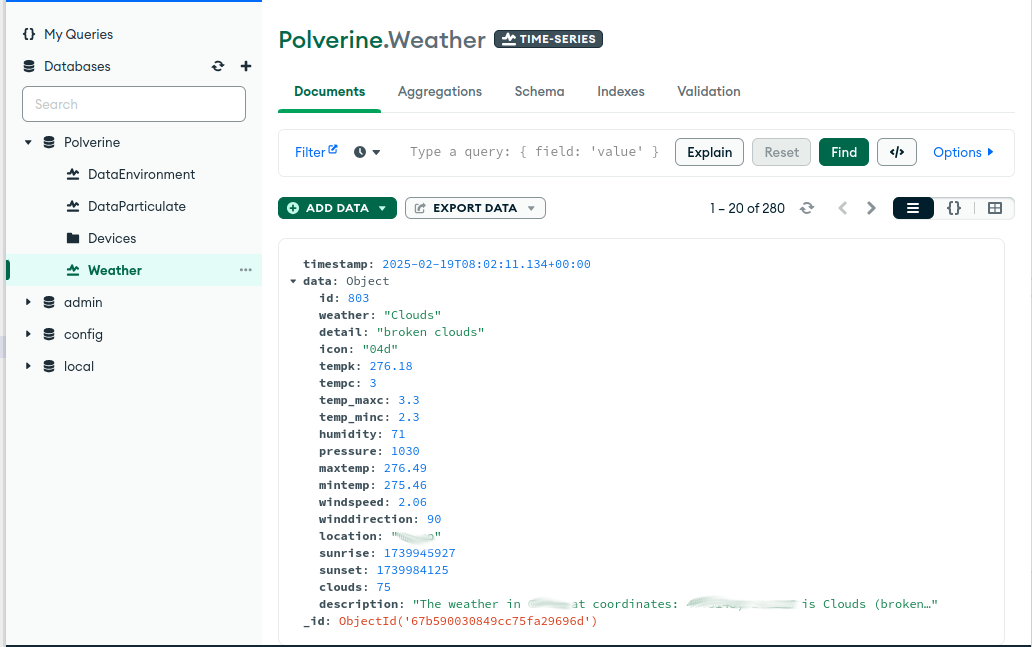 My Queries
Databases
Search
Polverine
DataEnvironment
DataParticulate
Devices
Weather
admin
config
local
Polverine.Weather TIME-SERIES
Documents Aggregations Schema Indexes Validation
Filter Type a query: { field: 'value' } Explain Reset Find </> Options
ADD DATA EXPORT DATA 1 – 20 of 280 {}
timestamp: 2025-02-19T08:02:11.134+00:00
data: Object
id: 803
weather: "Clouds"
detail: "broken clouds"
icon: "04d"
tempk: 276.18
tempc: 3
temp_maxc: 3.3
temp_minc: 2.3
humidity: 71
pressure: 1030
maxtemp: 276.49
mintemp: 275.46
windspeed: 2.06
winddirection: 90
location:
sunrise: 1739945927
sunset: 1739984125
clouds: 75
description: "The weather in at coordinates: is Clouds (broken…"
_id: ObjectId('67b590030849cc75fa29696d')